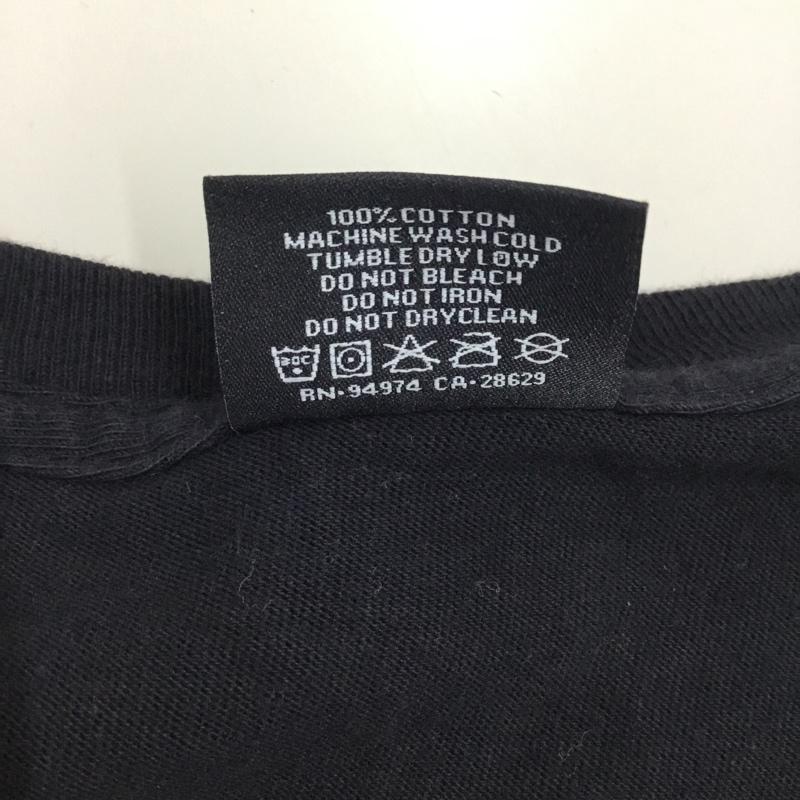 100% COTTON
MACHINE WASH COLD
TUMBLE DRY LOW
DO NOT BLEACH
DO NOT IRON
DO NOT DRYCLEAN
30C
RN·94974 CA·28629